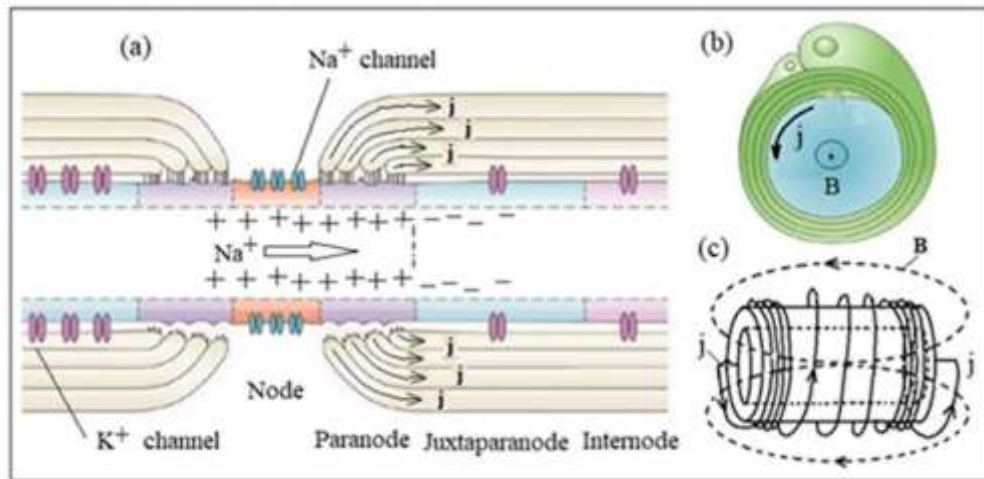 (a)
Na+ channel
j
j
j
+ + + + + + + – – – –
Na+
+ + + + + + + – – – –
j
j
j
j
Node
K+ channel
Paranode
Juxtaparanode
Internode
(b)
j
B
(c)
B
j
j